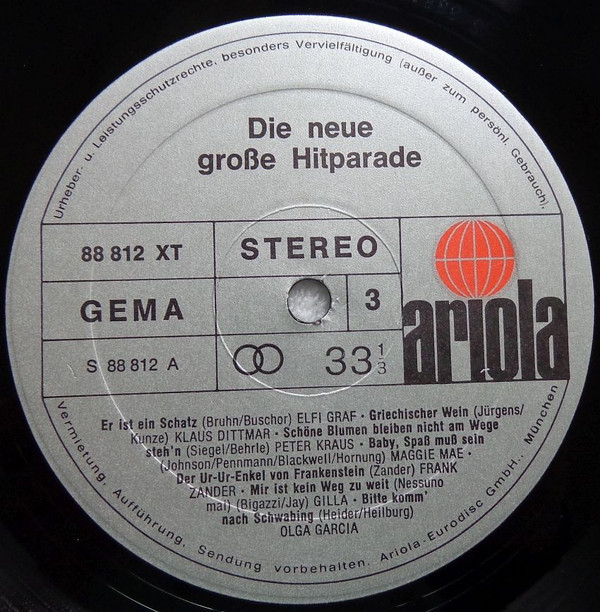 Urheber- u. Leistungsschutzrechte, besonders Vervielfältigung (außer zum persönl. Gebrauch),
Die neue
große Hitparade
88 812 XT
STEREO
GEMA
3
S 88 812 A
33 1/3
ariola
Er ist ein Schatz (Bruhn/Buschor) ELFI GRAF · Griechischer Wein (Jürgens/
Kunze) KLAUS DITTMAR · Schöne Blumen bleiben nicht am Wege
steh'n (Siegel/Behrle) PETER KRAUS · Baby, Spaß muß sein
(Johnson/Pennmann/Blackwell/Hornung) MAGGIE MAE ·
Der Ur-Ur-Enkel von Frankenstein (Zander) FRANK
ZANDER · Mir ist kein Weg zu weit (Nessuno
mai) (Bigazzi/Jay) GILLA · Bitte komm'
nach Schwabing (Heider/Heilburg)
OLGA GARCIA
Vermietung, Aufführung, Sendung vorbehalten. Ariola-Eurodisc GmbH., München